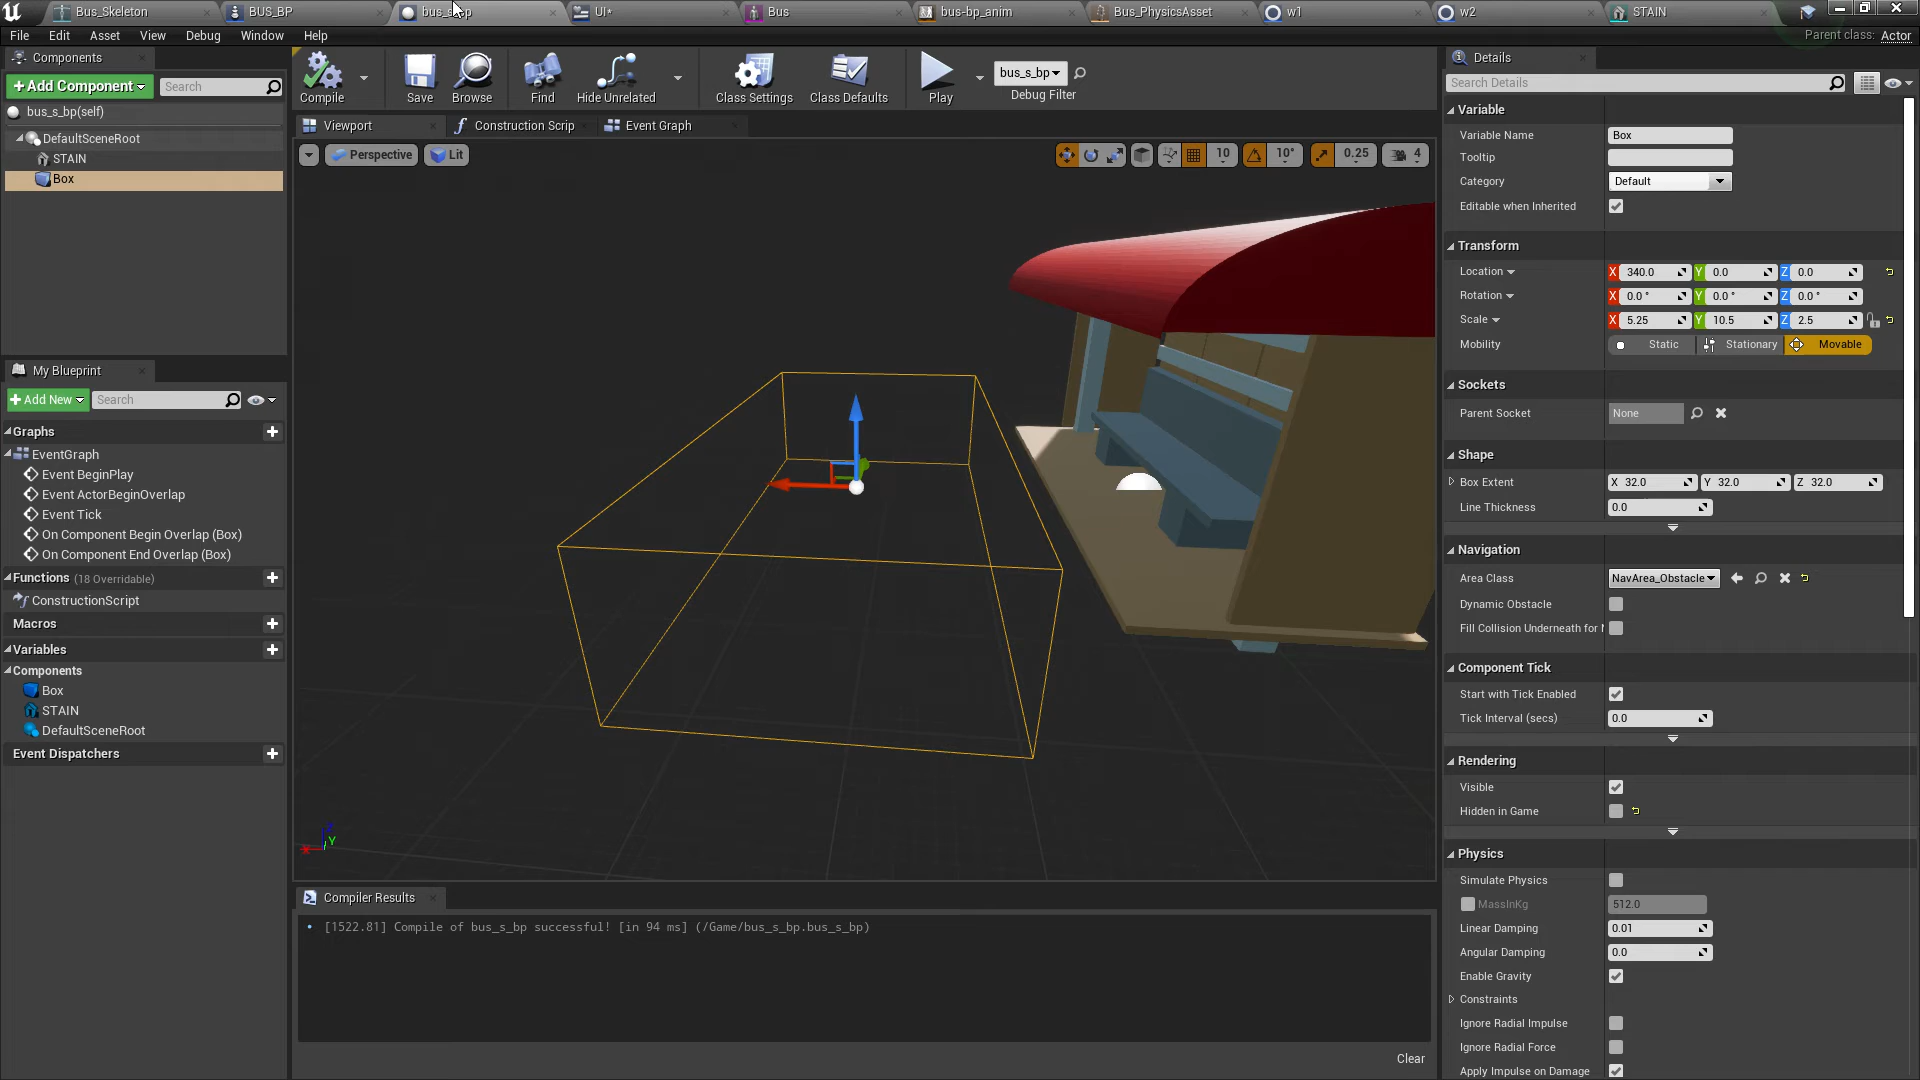 Bus_Skeleton
BUS_BP
UI*
Bus
bus-bp_anim
Bus_PhysicsAsset
w1
w2
STAIN
File Edit Asset View Debug Window Help
Parent class: Actor
Components
+Add Component
Search
bus_s_bp(self)
DefaultSceneRoot
STAIN
Box
My Blueprint
+Add New
Search
Graphs
EventGraph
Event BeginPlay
Event ActorBeginOverlap
Event Tick
On Component Begin Overlap (Box)
On Component End Overlap (Box)
Functions (18 Overridable)
ConstructionScript
Macros
Variables
Components
Box
STAIN
DefaultSceneRoot
Event Dispatchers
Compile
Save
Browse
Find
Hide Unrelated
Class Settings
Class Defaults
Play
bus_s_bp
Debug Filter
Viewport
Construction Scrip
Event Graph
Perspective
Lit
10
10°
0.25
4
X
Y
Z
Compiler Results
• [1522.81] Compile of bus_s_bp successful! [in 94 ms] (/Game/bus_s_bp.bus_s_bp)
Clear
Details
Search Details
Variable
Variable Name Box
Tooltip
Category Default
Editable when Inherited
Transform
Location X 340.0 Y 0.0 Z 0.0
Rotation X 0.0 ° Y 0.0 ° Z 0.0 °
Scale X 5.25 Y 10.5 Z 2.5
Mobility Static Stationary Movable
Sockets
Parent Socket None
Shape
Box Extent X 32.0 Y 32.0 Z 32.0
Line Thickness 0.0
Navigation
Area Class NavArea_Obstacle
Dynamic Obstacle
Fill Collision Underneath for
Component Tick
Start with Tick Enabled
Tick Interval (secs) 0.0
Rendering
Visible
Hidden in Game
Physics
Simulate Physics
MassInKg 512.0
Linear Damping 0.01
Angular Damping 0.0
Enable Gravity
Constraints
Ignore Radial Impulse
Ignore Radial Force
Apply Impulse on Damage